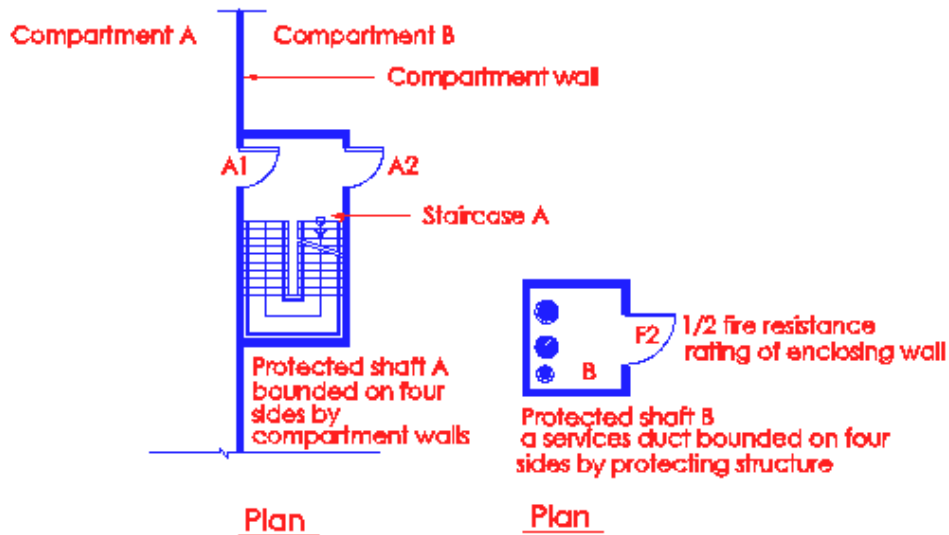 Compartment A
Compartment B
Compartment wall
A1
A2
Staircase A
Protected shaft A
bounded on four
sides by
compartment walls
F2
1/2 fire resistance
rating of enclosing wall
B
Protected shaft B
a services duct bounded on four
sides by protecting structure
Plan
Plan